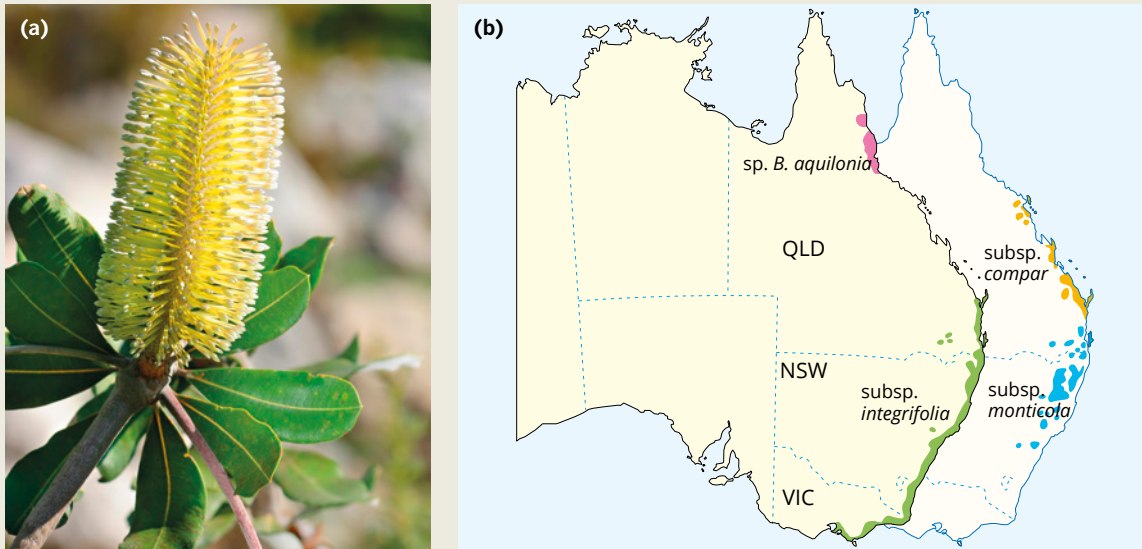 (a)
(b)
sp. B. aquilonia
QLD
subsp.
compar
NSW
subsp.
integrifolia
subsp.
monticola
VIC